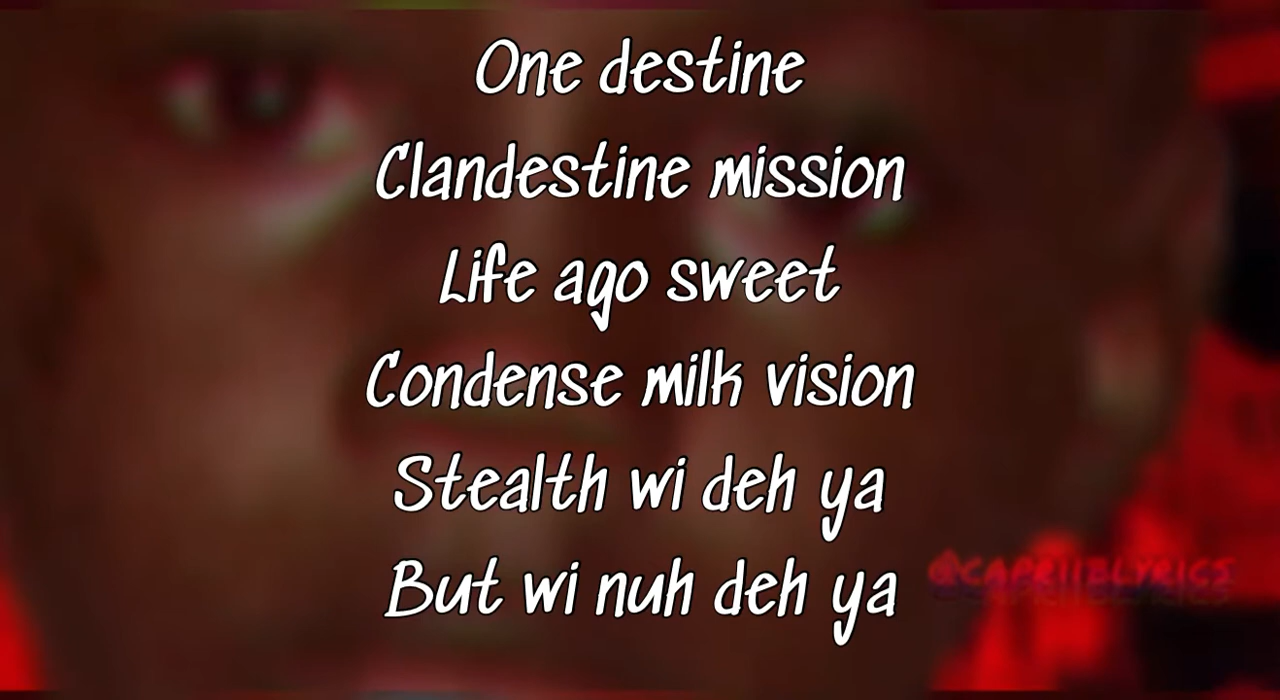 One destine
Clandestine mission
Life ago sweet
Condense milk vision
Stealth wi deh ya
But wi nuh deh ya
@CAPRIIBLYRICS